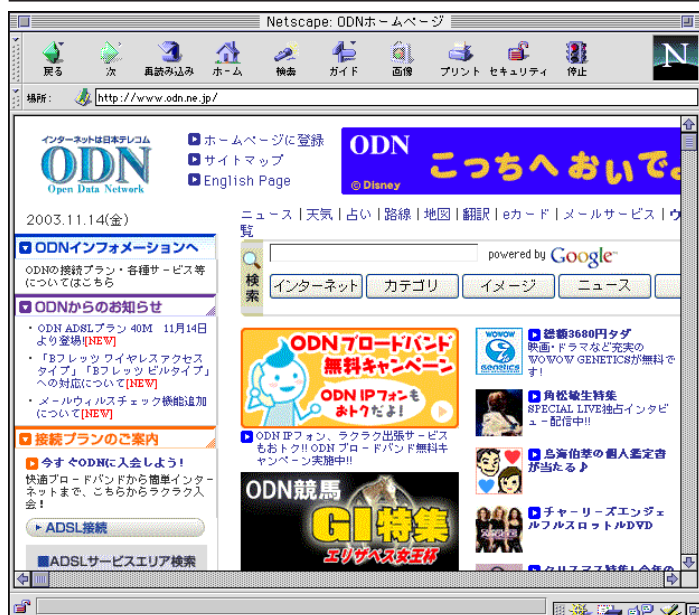 Netscape: ODNホームページ
戻る
次
再読み込み
ホーム
検索
ガイド
画像
プリント
セキュリティ
停止
N
場所:
http://www.odn.ne.jp/
インターネットは日本テレコム
ODN
Open Data Network
ホームページに登録
サイトマップ
English Page
ODN
こっちへおいで。
© Disney
2003.11.14(金)
ニュース | 天気 | 占い | 路線 | 地図 | 翻訳 | eカード | メールサービス | ウ
覧
検索
powered by Google
インターネット
カテゴリ
イメージ
ニュース
ODNインフォメーションへ
ODNの接続プラン・各種サービス等
についてはこちら
ODNからのお知らせ
・ODN ADSLプラン 40M 11月14日
より登場![NEW]
・「Bフレッツ ワイヤレスアクセス
タイプ」「Bフレッツ ビルタイプ」
への対応について[NEW]
・メールウィルスチェック機能追加
について[NEW]
接続プランのご案内
今すぐODNに入会しよう!
快適ブロードバンドから簡単インター
ネットまで、こちらからラクラク入
会!
ADSL接続
■ADSLサービスエリア検索
ODN ブロードバンド
無料キャンペーン
ODN IPフォンも
おトクだよ!
ODN IPフォン、ラクラク出張サービス
もおトク!! ODN ブロードバンド無料キ
ャンペーン実施中!!
ODN競馬
GI特集
エリザベス女王杯
WOWOW
Genetics
総額3680円タダ
映画・ドラマなど充実の
WOWOW GENETICSが無料で
す!
角松敏生特集
SPECIAL LIVE独占インタビ
ュー配信中!!
鳥海伯萃の個人鑑定書
が当たる♪
チャーリーズエンジェ
ルフルスロットルDVD
クリスマス特集!今年の